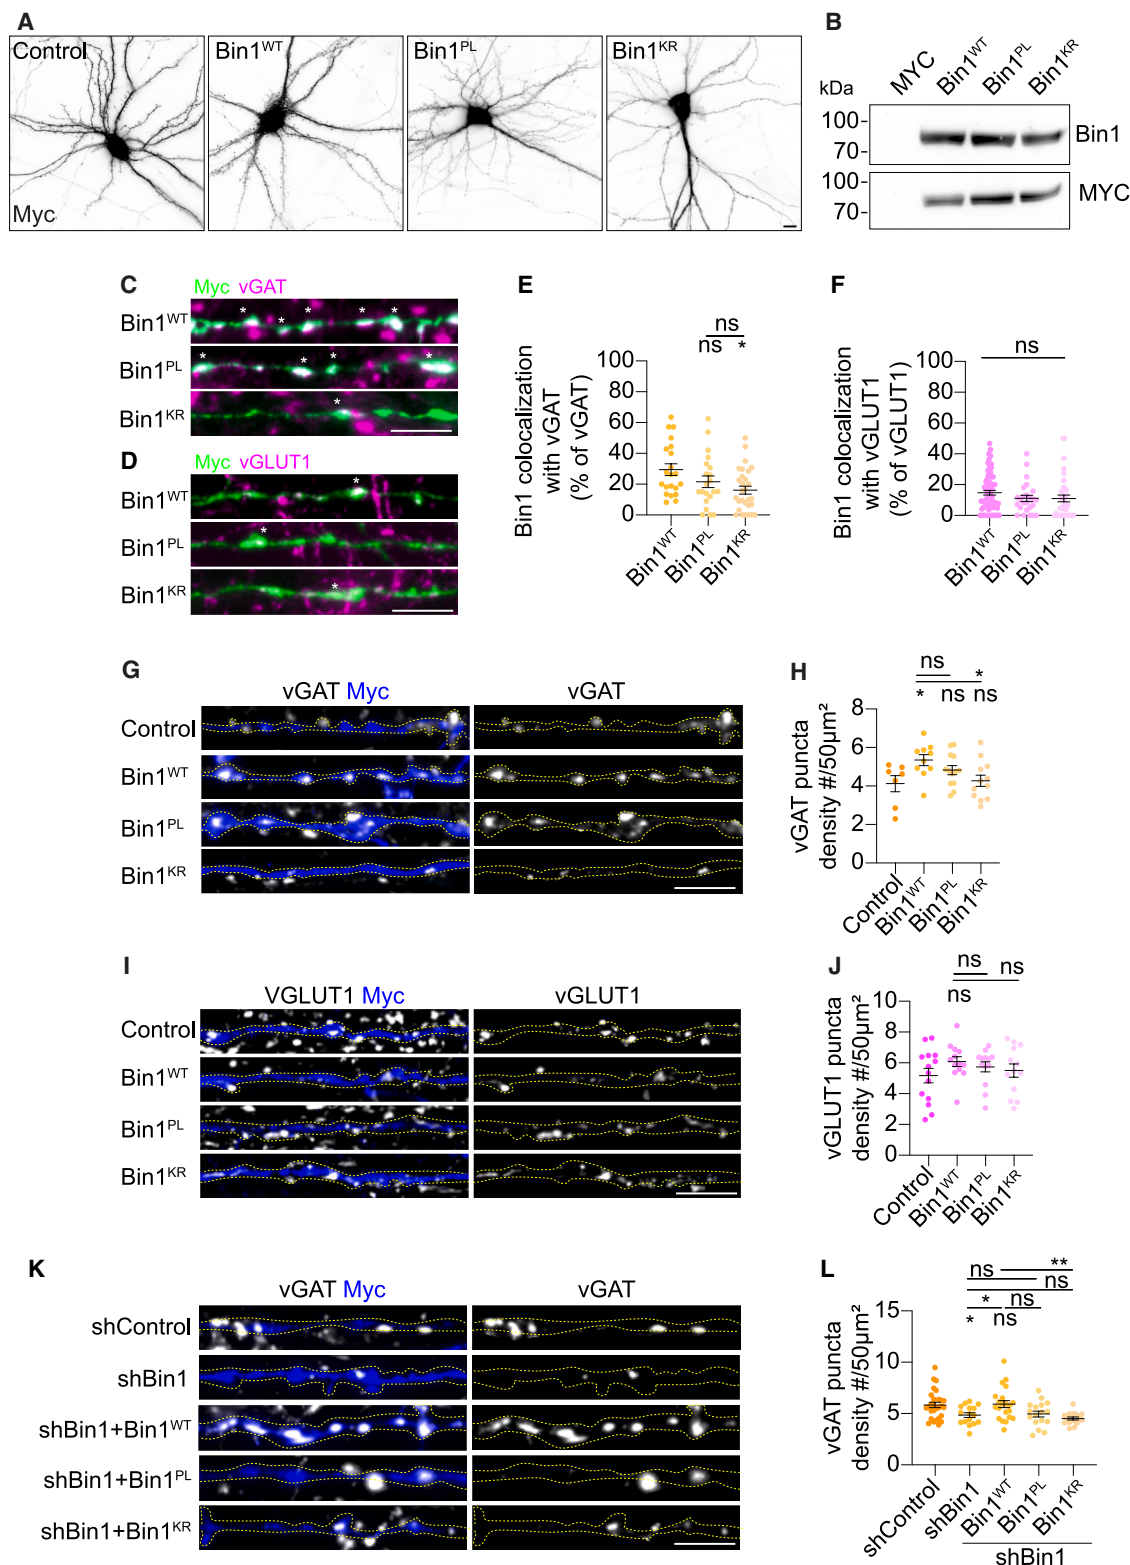 A
Control
Bin1WT
Bin1PL
Bin1KR
Myc
B
MYC
Bin1WT
Bin1PL
Bin1KR
kDa
100-
70-
Bin1
100-
70-
MYC
C
Myc vGAT
Bin1WT
* * * * *
Bin1PL
* * * *
Bin1KR
*
D
Myc vGLUT1
Bin1WT
*
Bin1PL
*
Bin1KR
*
E
Bin1 colocalization
with vGAT
(% of vGAT)
ns
ns *
100
80
60
40
20
0
Bin1WT
Bin1PL
Bin1KR
F
Bin1 colocalization
with vGLUT1
(% of vGLUT1)
ns
100
80
60
40
20
0
Bin1WT
Bin1PL
Bin1KR
G
vGAT Myc
vGAT
Control
Bin1WT
Bin1PL
Bin1KR
H
vGAT puncta
density #/50µm²
ns *
* ns ns
8
6
4
2
0
Control
Bin1WT
Bin1PL
Bin1KR
I
VGLUT1 Myc
vGLUT1
Control
Bin1WT
Bin1PL
Bin1KR
J
vGLUT1 puncta
density #/50µm²
ns ns
ns
10
8
6
4
2
0
Control
Bin1WT
Bin1PL
Bin1KR
K
vGAT Myc
vGAT
shControl
shBin1
shBin1+Bin1WT
shBin1+Bin1PL
shBin1+Bin1KR
L
vGAT puncta
density #/50µm²
**
ns
ns
* ns
* ns
15
10
5
0
shControl
shBin1
Bin1WT
Bin1PL
Bin1KR
shBin1